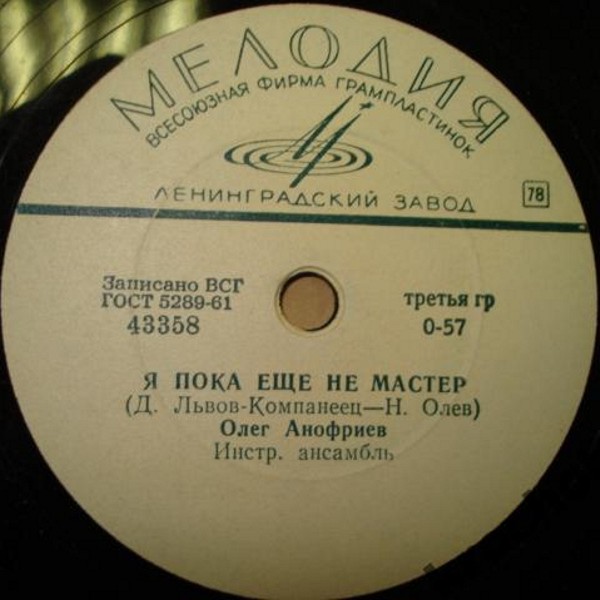 МЕЛОДИЯ
ВСЕСОЮЗНАЯ ФИРМА ГРАМПЛАСТИНОК
ЛЕНИНГРАДСКИЙ ЗАВОД
78
Записано ВСГ
ГОСТ 5289-61
43358
третья гр
0-57
Я ПОКА ЕЩЕ НЕ МАСТЕР
(Д. Львов-Компанеец—Н. Олев)
Олег Анофриев
Инстр. ансамбль